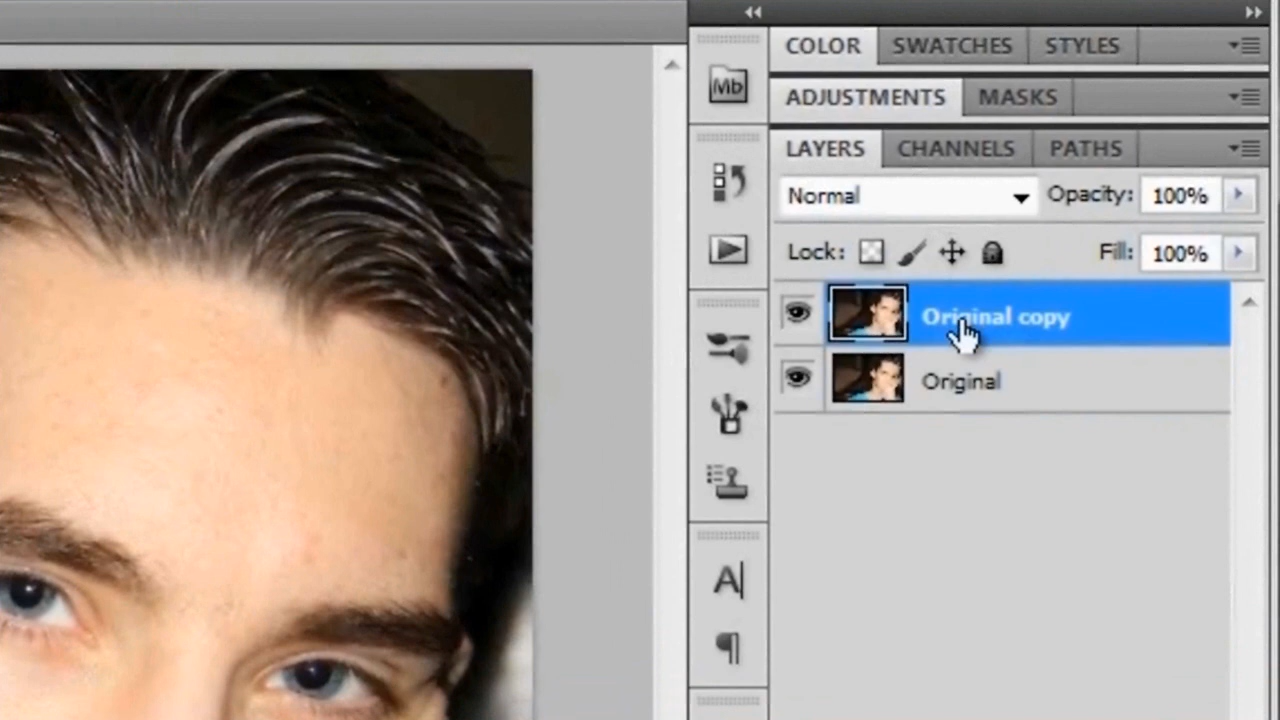 COLOR SWATCHES STYLES
Mb
ADJUSTMENTS MASKS
LAYERS CHANNELS PATHS
Normal Opacity: 100%
Lock: Fill: 100%
Original copy
Original
A